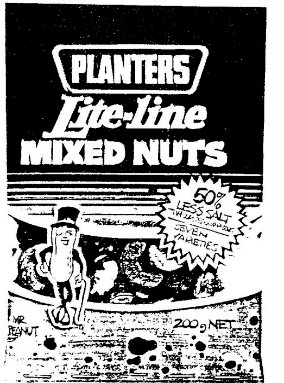 PLANTERS
Lite-line
MIXED NUTS
50%
LESS SALT
SEVEN
VARIETIES
MR
PEANUT
200g NET